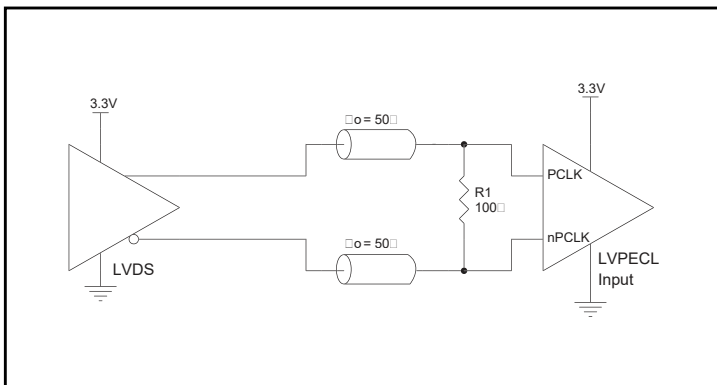 3.3V
3.3V
□o = 50□
PCLK
R1
100□
□o = 50□
nPCLK
LVDS
LVPECL
Input